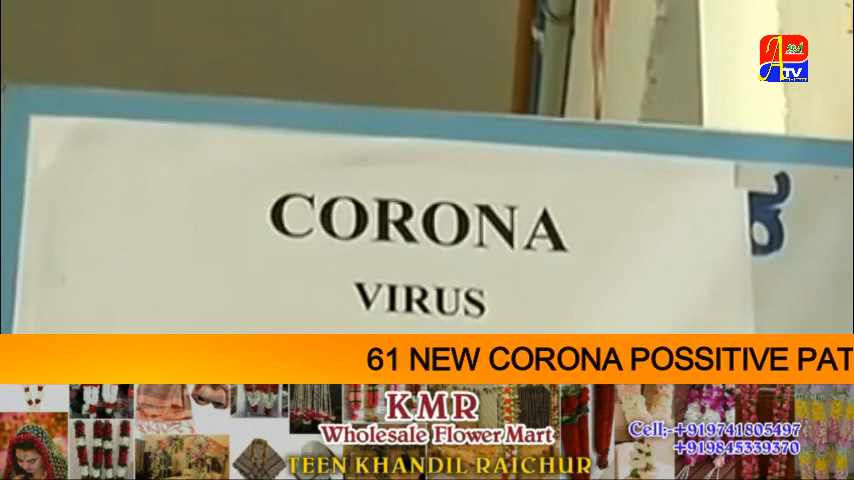 TV
CORONA
VIRUS
61 NEW CORONA POSSITIVE PAT
KMR
Wholesale Flower Mart
TEEN KHANDIL RAICHUR
Cell;-+919741805497
+919845339370